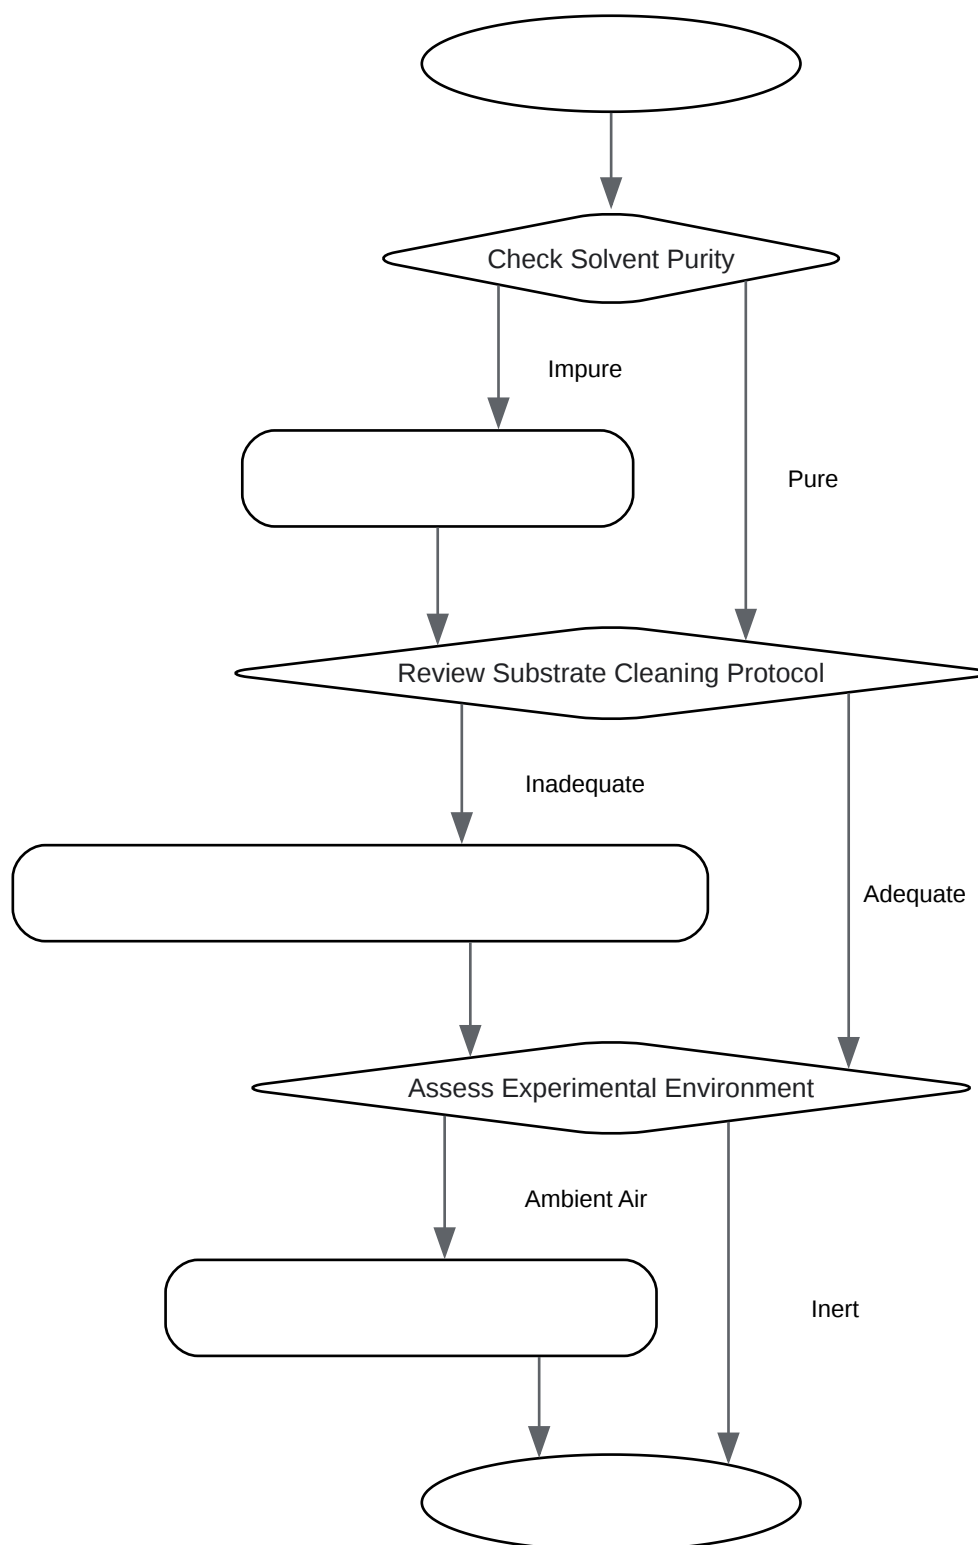 Check Solvent Purity
Impure
Pure
Review Substrate Cleaning Protocol
Inadequate
Adequate
Assess Experimental Environment
Ambient Air
Inert